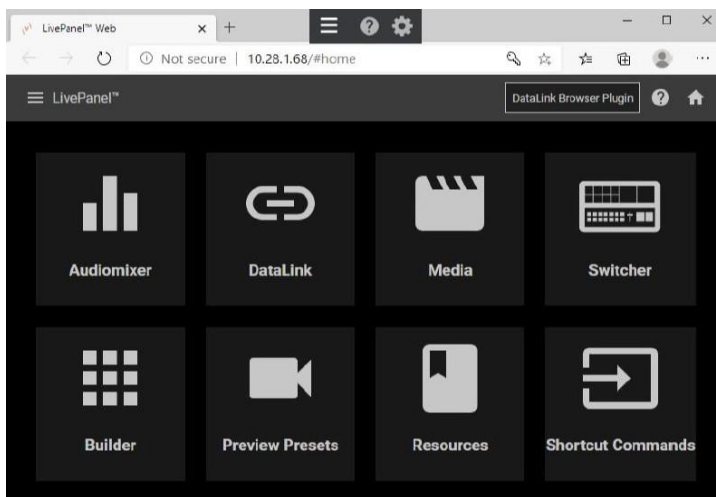 LivePanel™ Web
Not secure | 10.28.1.68/#home
LivePanel™
DataLink Browser Plugin
Audiomixer
DataLink
Media
Switcher
Builder
Preview Presets
Resources
Shortcut Commands